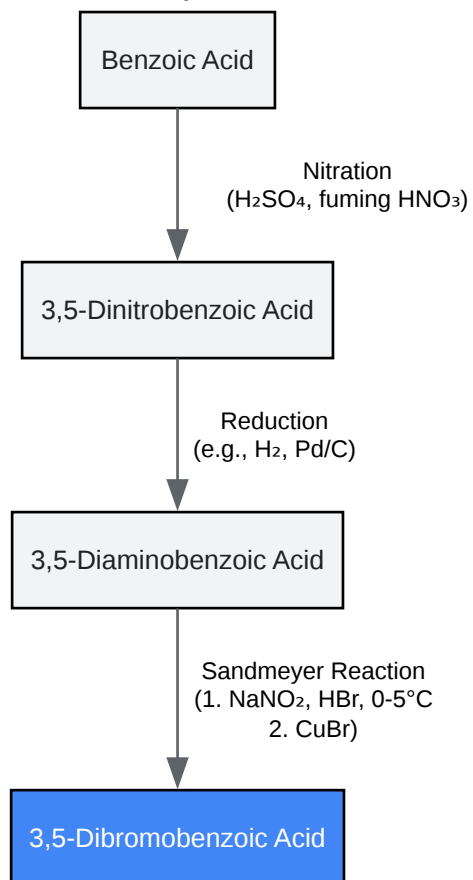 Benzoic Acid
Nitration
(H₂SO₄, fuming HNO₃)
3,5-Dinitrobenzoic Acid
Reduction
(e.g., H₂, Pd/C)
3,5-Diaminobenzoic Acid
Sandmeyer Reaction
(1. NaNO₂, HBr, 0-5°C
2. CuBr)
3,5-Dibromobenzoic Acid